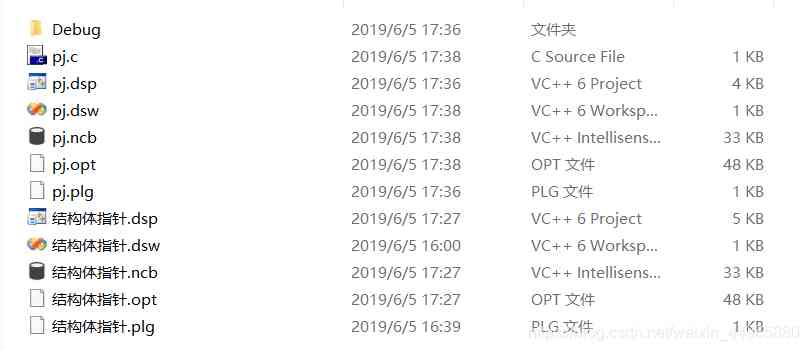 Debug 2019/6/5 17:36 文件夹
pj.c 2019/6/5 17:38 C Source File 1 KB
pj.dsp 2019/6/5 17:36 VC++ 6 Project 4 KB
pj.dsw 2019/6/5 17:38 VC++ 6 Worksp... 1 KB
pj.ncb 2019/6/5 17:38 VC++ Intellisens... 33 KB
pj.opt 2019/6/5 17:38 OPT 文件 48 KB
pj.plg 2019/6/5 17:36 PLG 文件 1 KB
结构体指针.dsp 2019/6/5 17:27 VC++ 6 Project 5 KB
结构体指针.dsw 2019/6/5 16:00 VC++ 6 Worksp... 1 KB
结构体指针.ncb 2019/6/5 17:27 VC++ Intellisens... 33 KB
结构体指针.opt 2019/6/5 17:27 OPT 文件 48 KB
结构体指针.plg 2019/6/5 16:39 PLG 文件 1 KB